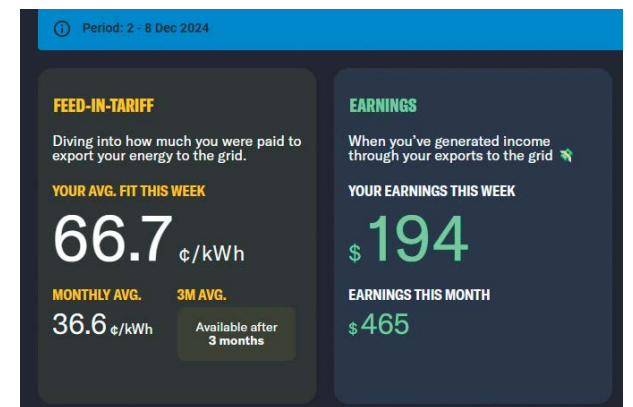 Period: 2 - 8 Dec 2024
FEED-IN-TARIFF
Diving into how much you were paid to
export your energy to the grid.
YOUR AVG. FIT THIS WEEK
66.7 ¢/kWh
MONTHLY AVG.
36.6 ¢/kWh
3M AVG.
Available after
3 months
EARNINGS
When you've generated income
through your exports to the grid 💸
YOUR EARNINGS THIS WEEK
$194
EARNINGS THIS MONTH
$465